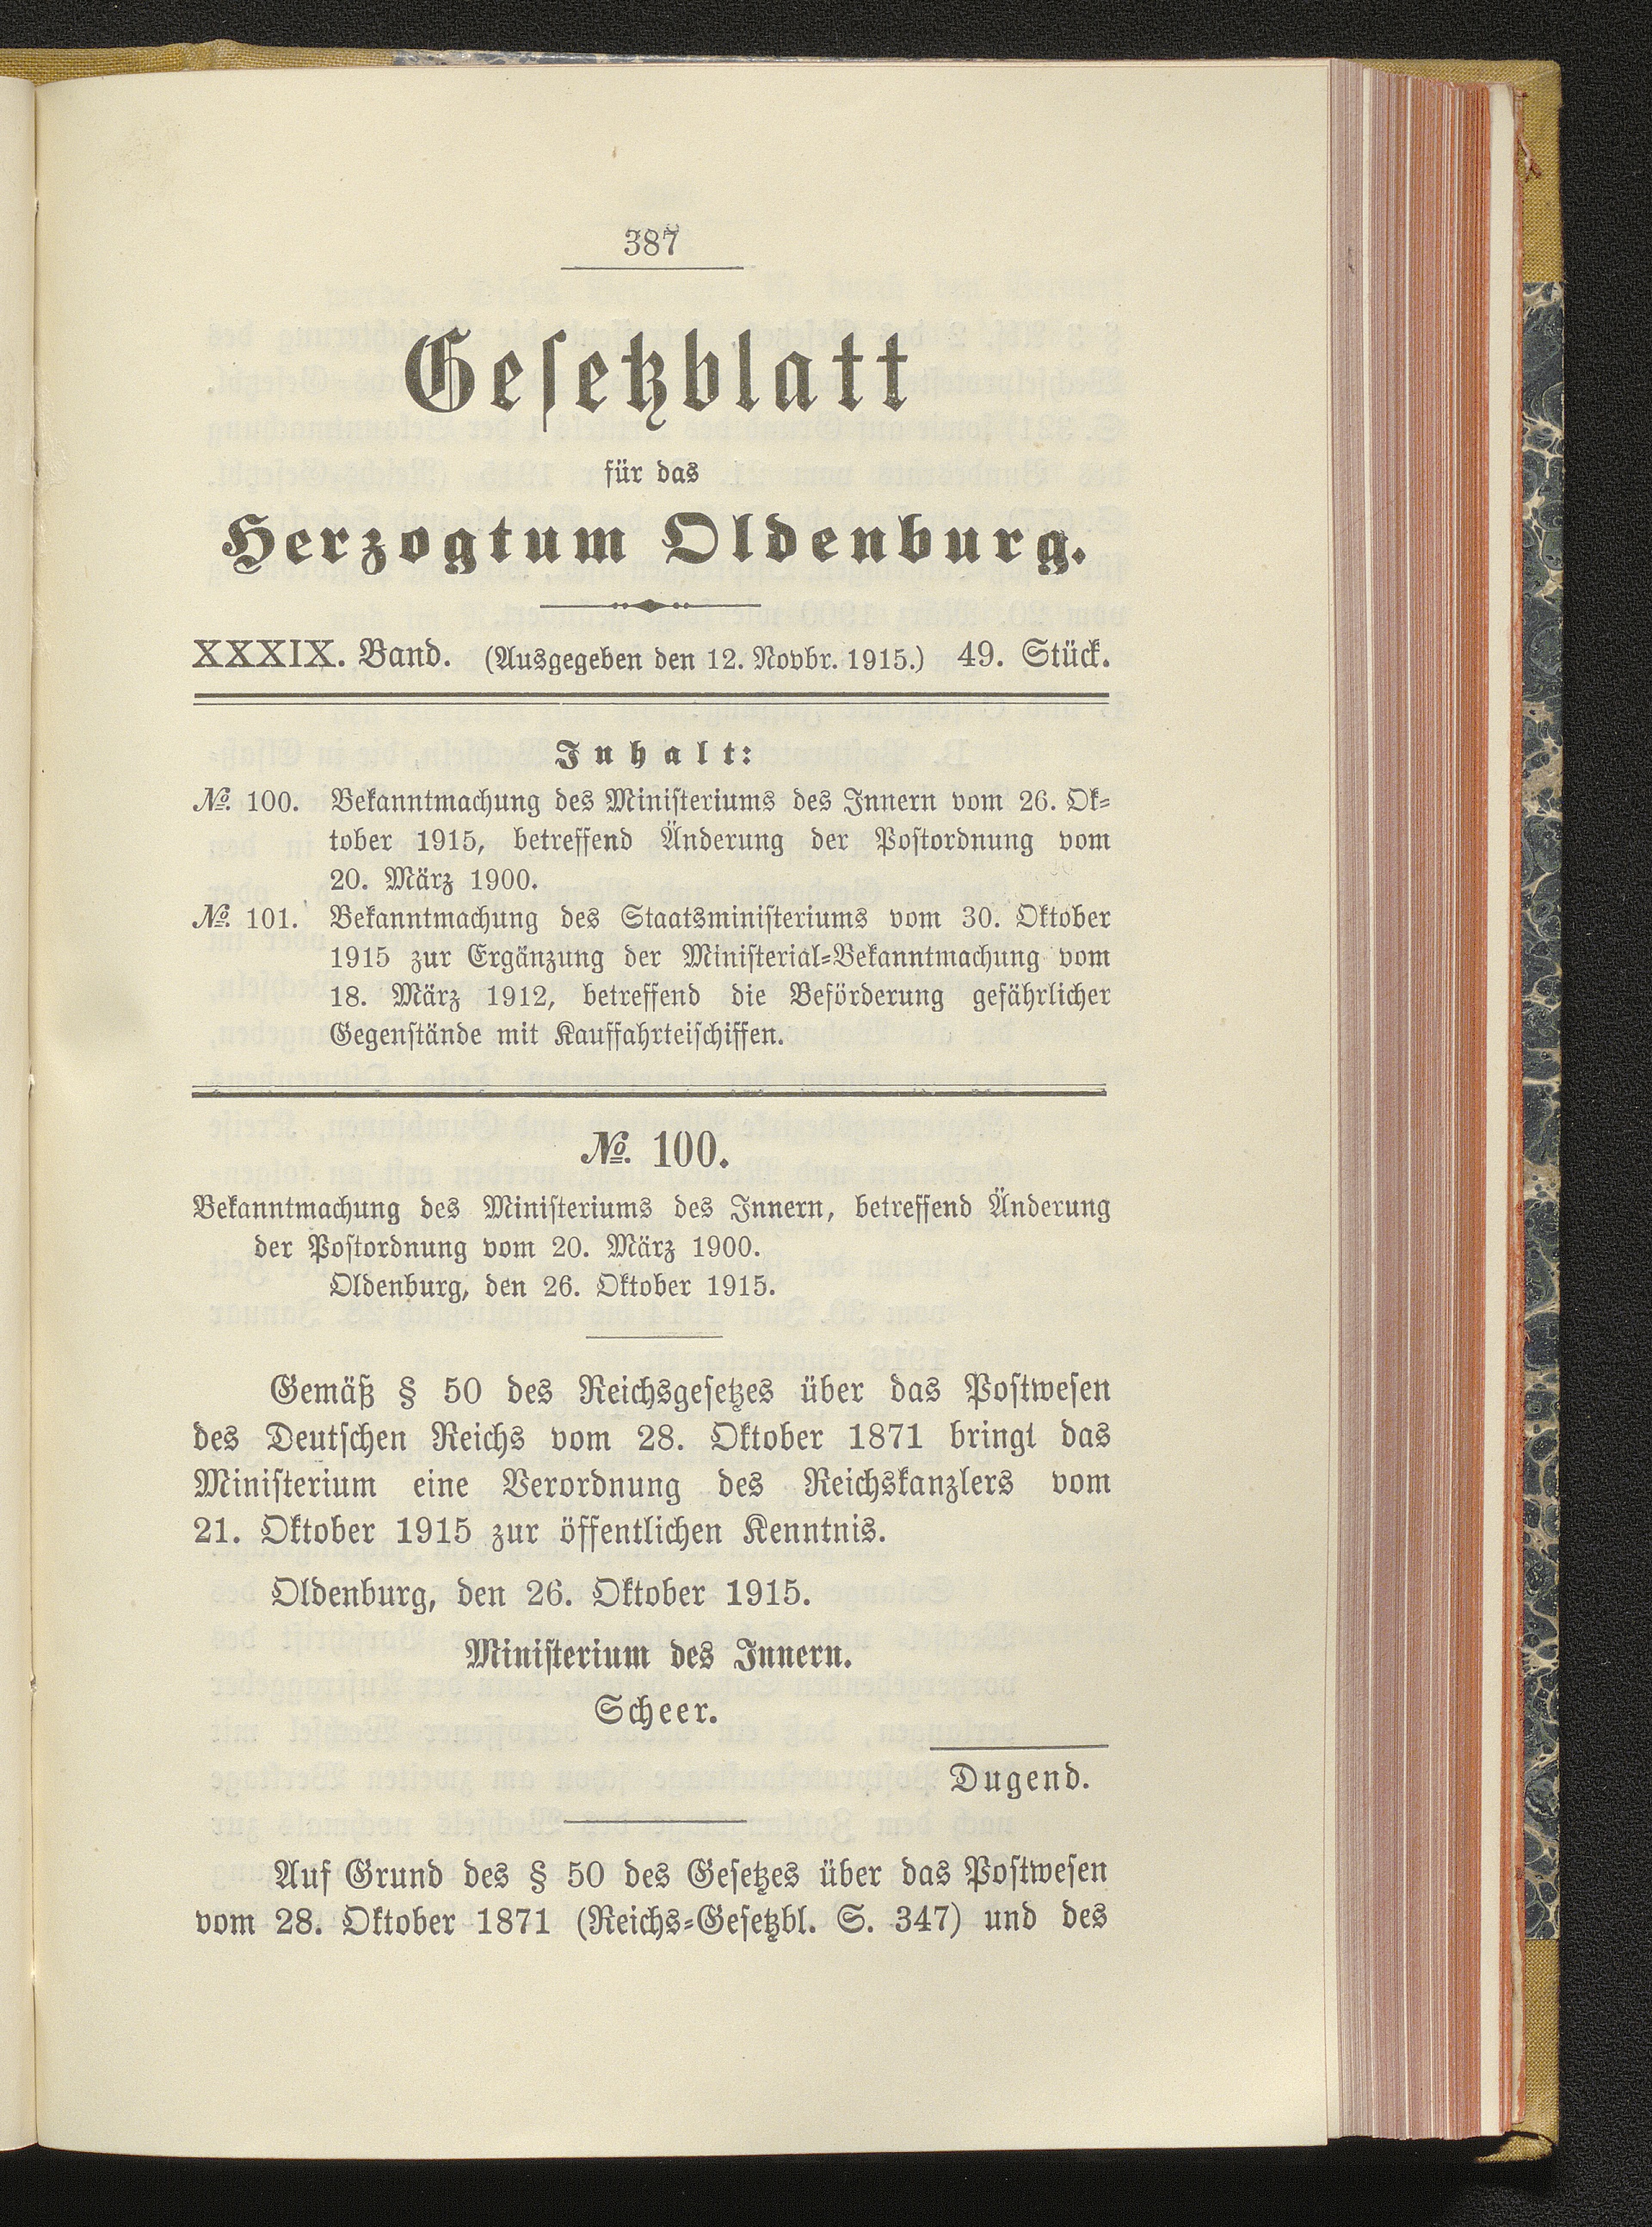 387
Gesetzblatt
für das
Herzogtum Oldenburg.
XXXIX. Band. (Ausgegeben den 12. Novbr. 1915.) 49. Stück.
Inhalt:
№. 100. Bekanntmachung des Ministeriums des Innern vom 26. Ok-
tober 1915, betreffend Änderung der Postordnung vom
20. März 1900.
№. 101. Bekanntmachung des Staatsministeriums vom 30. Oktober
1915 zur Ergänzung der Ministerial-Bekanntmachung vom
18. März 1912, betreffend die Beförderung gefährlicher
Gegenstände mit Kauffahrteischiffen.
№. 100.
Bekanntmachung des Ministeriums des Innern, betreffend Änderung
der Postordnung vom 20. März 1900.
Oldenburg, den 26. Oktober 1915.
Gemäß § 50 des Reichsgesetzes über das Postwesen
des Deutschen Reichs vom 28. Oktober 1871 bringt das
Ministerium eine Verordnung des Reichskanzlers vom
21. Oktober 1915 zur öffentlichen Kenntnis.
Oldenburg, den 26. Oktober 1915.
Ministerium des Innern.
Scheer.
Dugend.
Auf Grund des § 50 des Gesetzes über das Postwesen
vom 28. Oktober 1871 (Reichs-Gesetzbl. S. 347) und des